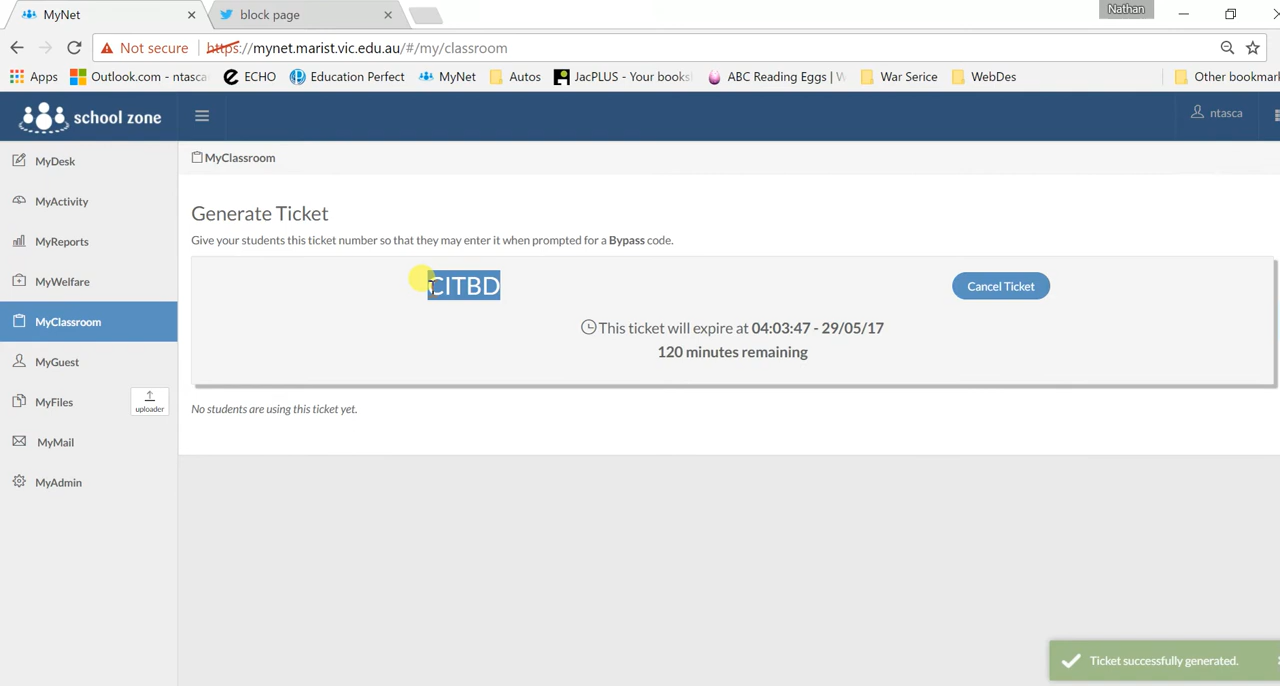 MyNet
block page
Nathan
Not secure
https://mynet.marist.vic.edu.au/#/my/classroom
Apps
Outlook.com - ntasca
ECHO
Education Perfect
MyNet
Autos
JacPLUS - Your books
ABC Reading Eggs | W
War Serice
WebDes
Other bookmar
school zone
ntasca
MyDesk
MyActivity
MyReports
MyWelfare
MyClassroom
MyGuest
MyFiles
uploader
MyMail
MyAdmin
MyClassroom
Generate Ticket
Give your students this ticket number so that they may enter it when prompted for a Bypass code.
CITBD
Cancel Ticket
This ticket will expire at 04:03:47 - 29/05/17
120 minutes remaining
No students are using this ticket yet.
Ticket successfully generated.